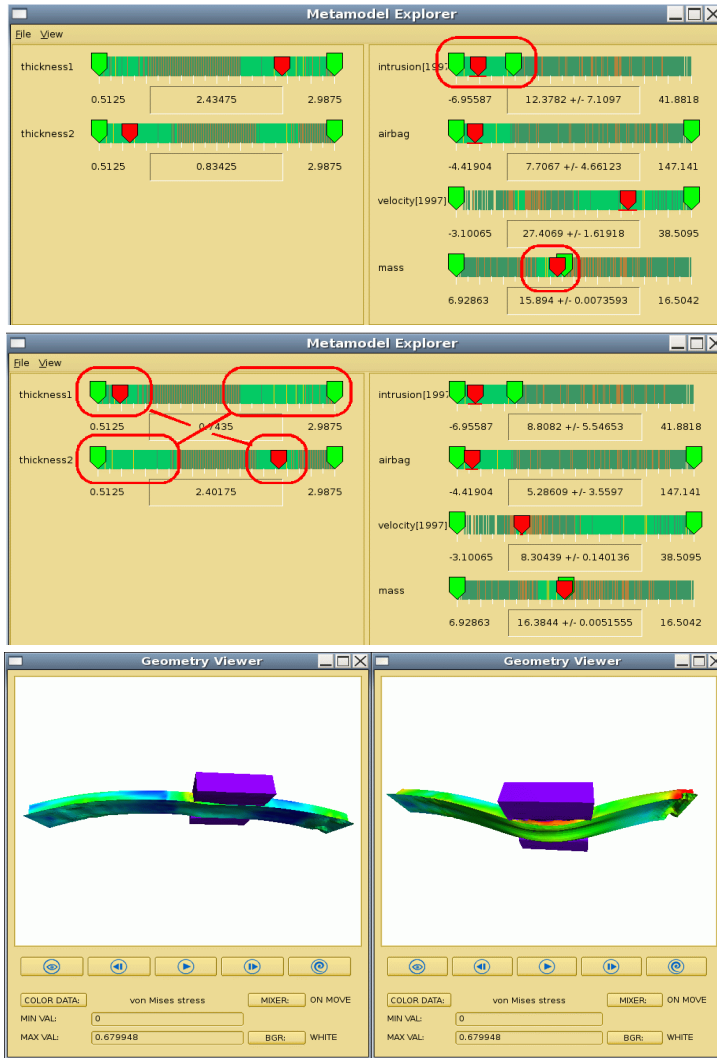 Metamodel Explorer
File View
thickness1
0.5125 2.43475 2.9875
thickness2
0.5125 0.83425 2.9875
intrusion[1997
-6.95587 12.3782 +/- 7.1097 41.8818
airbag
-4.41904 7.7067 +/- 4.66123 147.141
velocity[1997]
-3.10065 27.4069 +/- 1.61918 38.5095
mass
6.92863 15.894 +/- 0.0073593 16.5042
Metamodel Explorer
File View
thickness1
0.5125 0.7435 2.9875
thickness2
0.5125 2.40175 2.9875
intrusion[1997
-6.95587 8.8082 +/- 5.54653 41.8818
airbag
-4.41904 5.28609 +/- 3.5597 147.141
velocity[1997]
-3.10065 8.30439 +/- 0.140136 38.5095
mass
6.92863 16.3844 +/- 0.0051555 16.5042
Geometry Viewer
COLOR DATA: von Mises stress MIXER: ON MOVE
MIN VAL: 0
MAX VAL: 0.679948 BGR: WHITE
Geometry Viewer
COLOR DATA: von Mises stress MIXER: ON MOVE
MIN VAL: 0
MAX VAL: 0.679948 BGR: WHITE